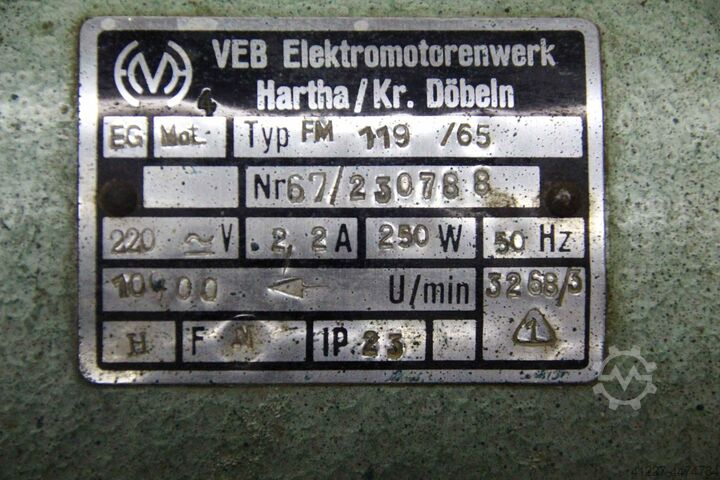 VEB Elektromotorenwerk
Hartha/Kr. Döbeln
EG Mot. 4 Typ FM 119 /65
Nr 67/230788
220 ≃ V 2,2 A 250 W 50 Hz
U/min 3268/3
H F N IP 23 1